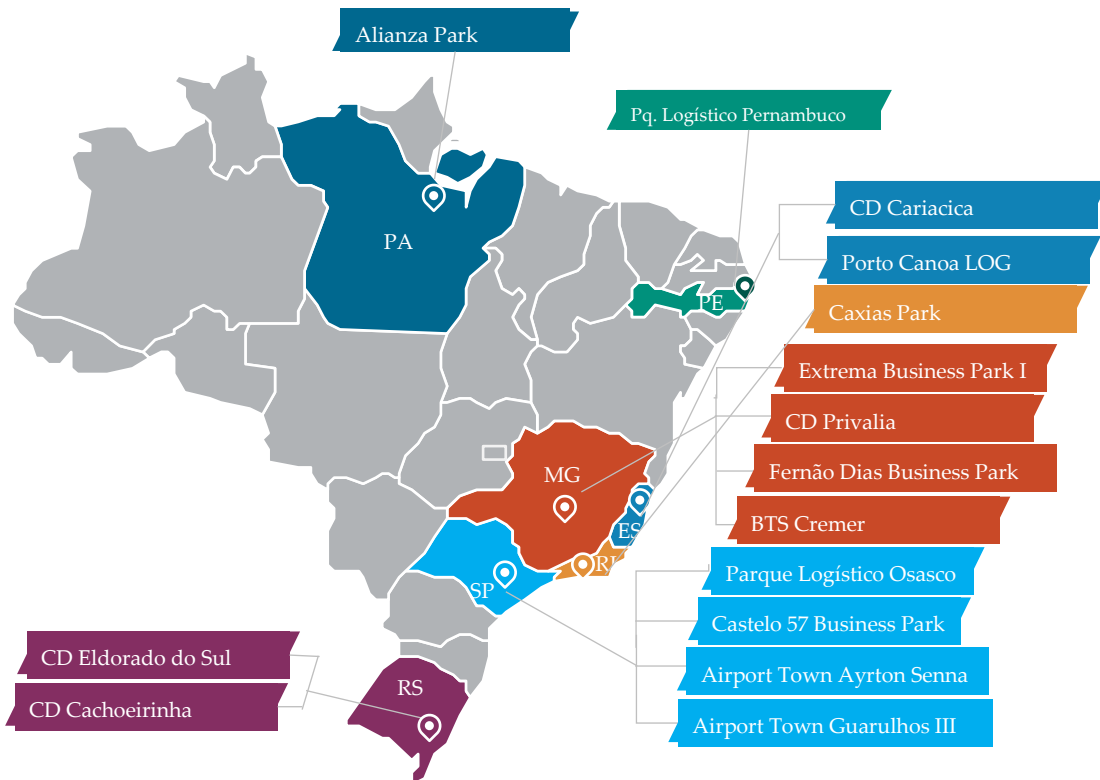 Alianza Park
Pq. Logístico Pernambuco
CD Cariacica
PA
Porto Canoa LOG
PE
Caxias Park
Extrema Business Park I
CD Privalia
MG
Fernão Dias Business Park
BTS Cremer
ES
RJ
Parque Logístico Osasco
SP
Castelo 57 Business Park
CD Eldorado do Sul
Airport Town Ayrton Senna
RS
CD Cachoeirinha
Airport Town Guarulhos III